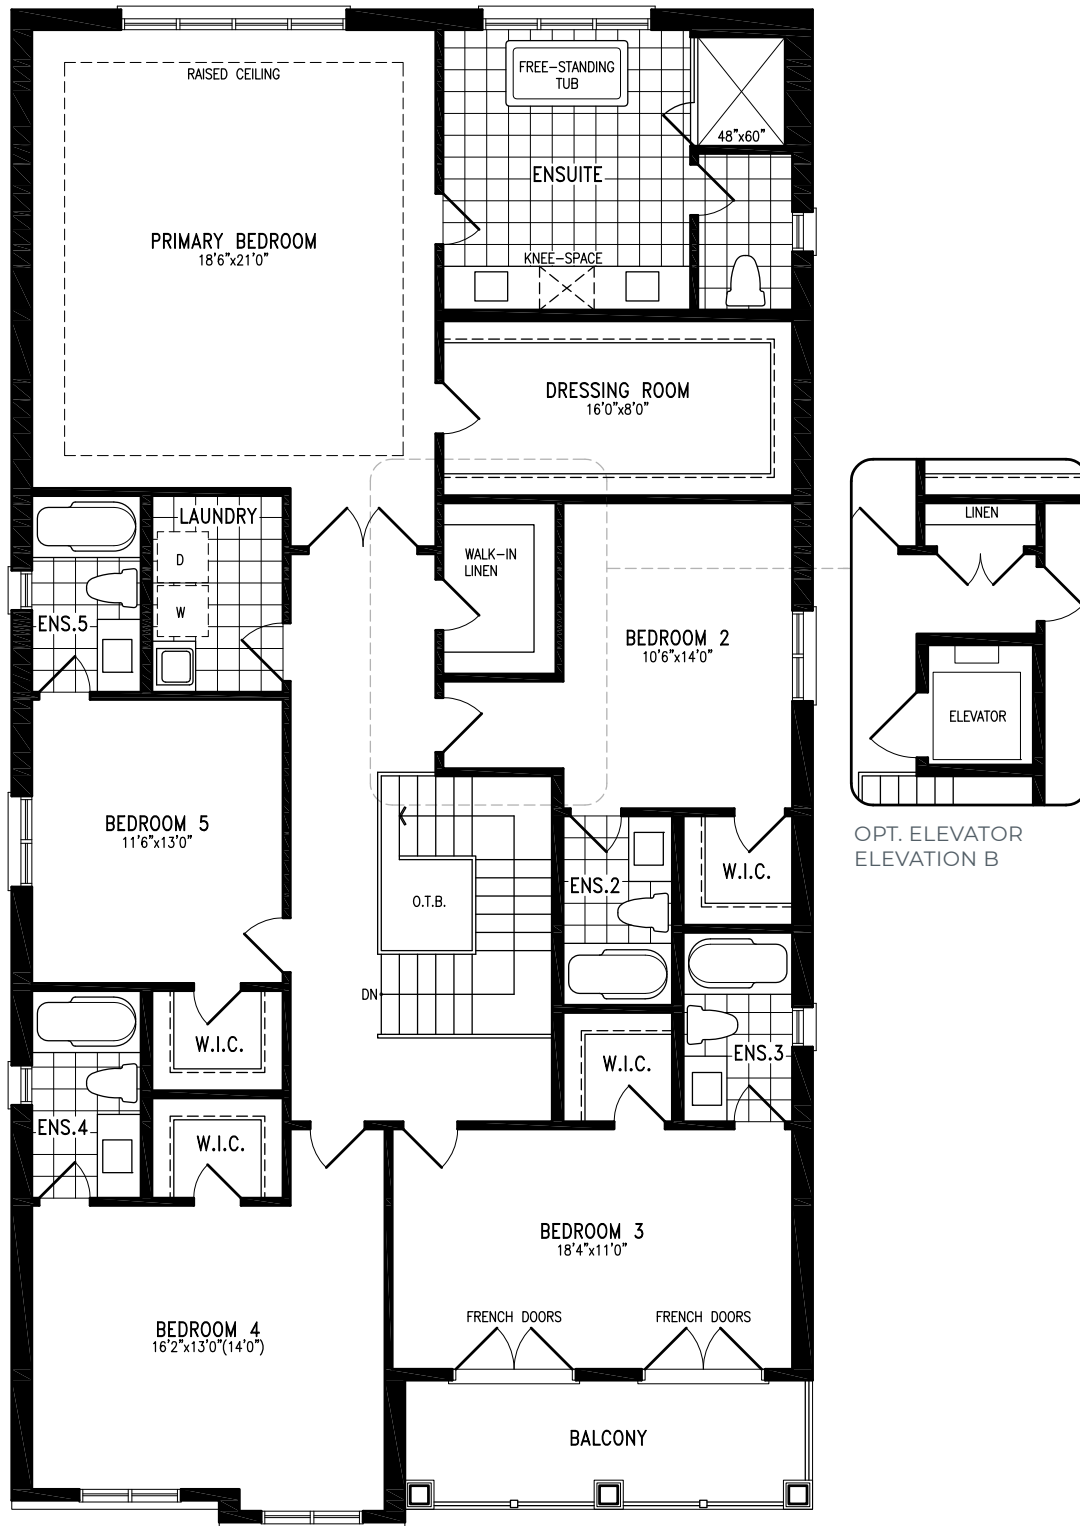 RAISED CEILING
FREE-STANDING
TUB
48"x60"
ENSUITE
PRIMARY BEDROOM
18'6"x21'0"
KNEE-SPACE
DRESSING ROOM
16'0"x8'0"
LAUNDRY
D
W
ENS.5
WALK-IN
LINEN
BEDROOM 2
10'6"x14'0"
LINEN
ELEVATOR
OPT. ELEVATOR
ELEVATION B
BEDROOM 5
11'6"x13'0"
O.T.B.
ENS.2
W.I.C.
DN
W.I.C.
W.I.C.
ENS.3
ENS.4
W.I.C.
BEDROOM 3
18'4"x11'0"
FRENCH DOORS
FRENCH DOORS
BEDROOM 4
16'2"x13'0"(14'0")
BALCONY